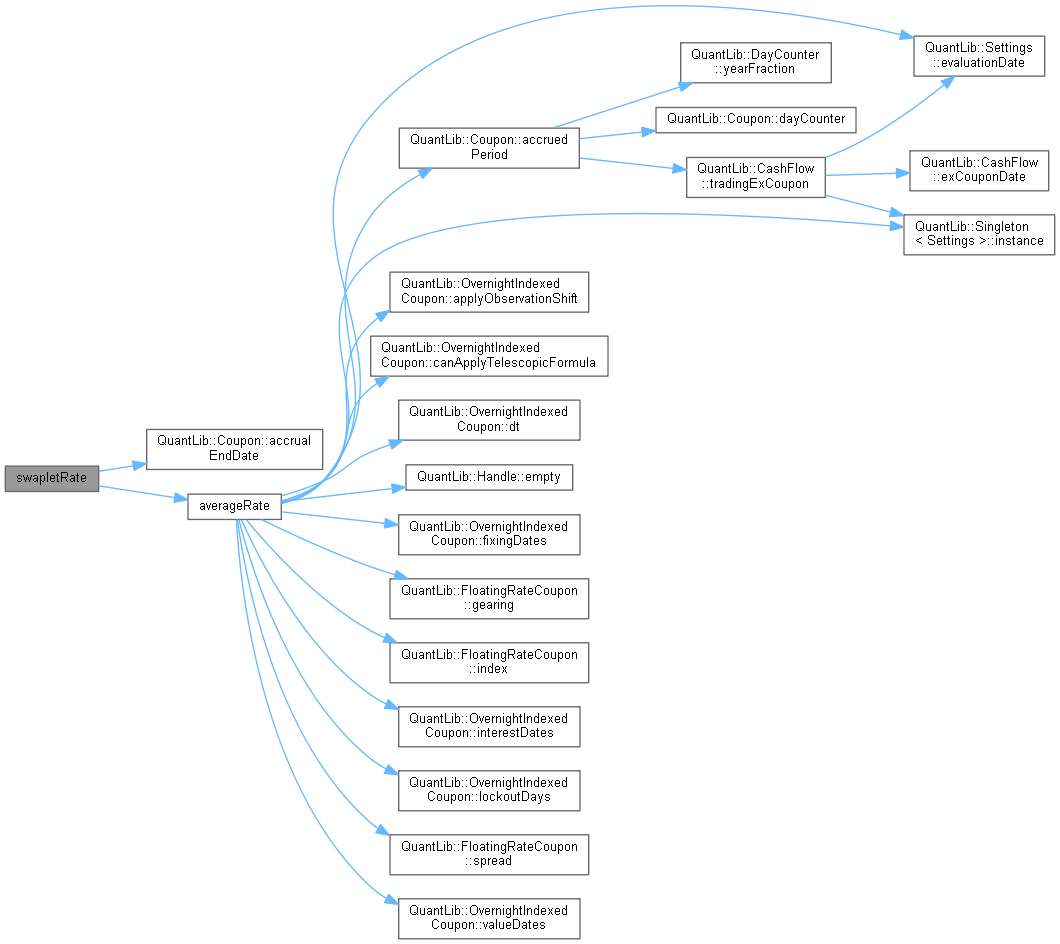 QuantLib::Settings
::evaluationDate
QuantLib::DayCounter
::yearFraction
QuantLib::Coupon::dayCounter
QuantLib::Coupon::accrued
Period
QuantLib::CashFlow
::tradingExCoupon
QuantLib::CashFlow
::exCouponDate
QuantLib::Singleton
< Settings >::instance
QuantLib::OvernightIndexed
Coupon::applyObservationShift
QuantLib::OvernightIndexed
Coupon::canApplyTelescopicFormula
QuantLib::OvernightIndexed
Coupon::dt
QuantLib::Coupon::accrual
EndDate
swapletRate
QuantLib::Handle::empty
averageRate
QuantLib::OvernightIndexed
Coupon::fixingDates
QuantLib::FloatingRateCoupon
::gearing
QuantLib::FloatingRateCoupon
::index
QuantLib::OvernightIndexed
Coupon::interestDates
QuantLib::OvernightIndexed
Coupon::lockoutDays
QuantLib::FloatingRateCoupon
::spread
QuantLib::OvernightIndexed
Coupon::valueDates